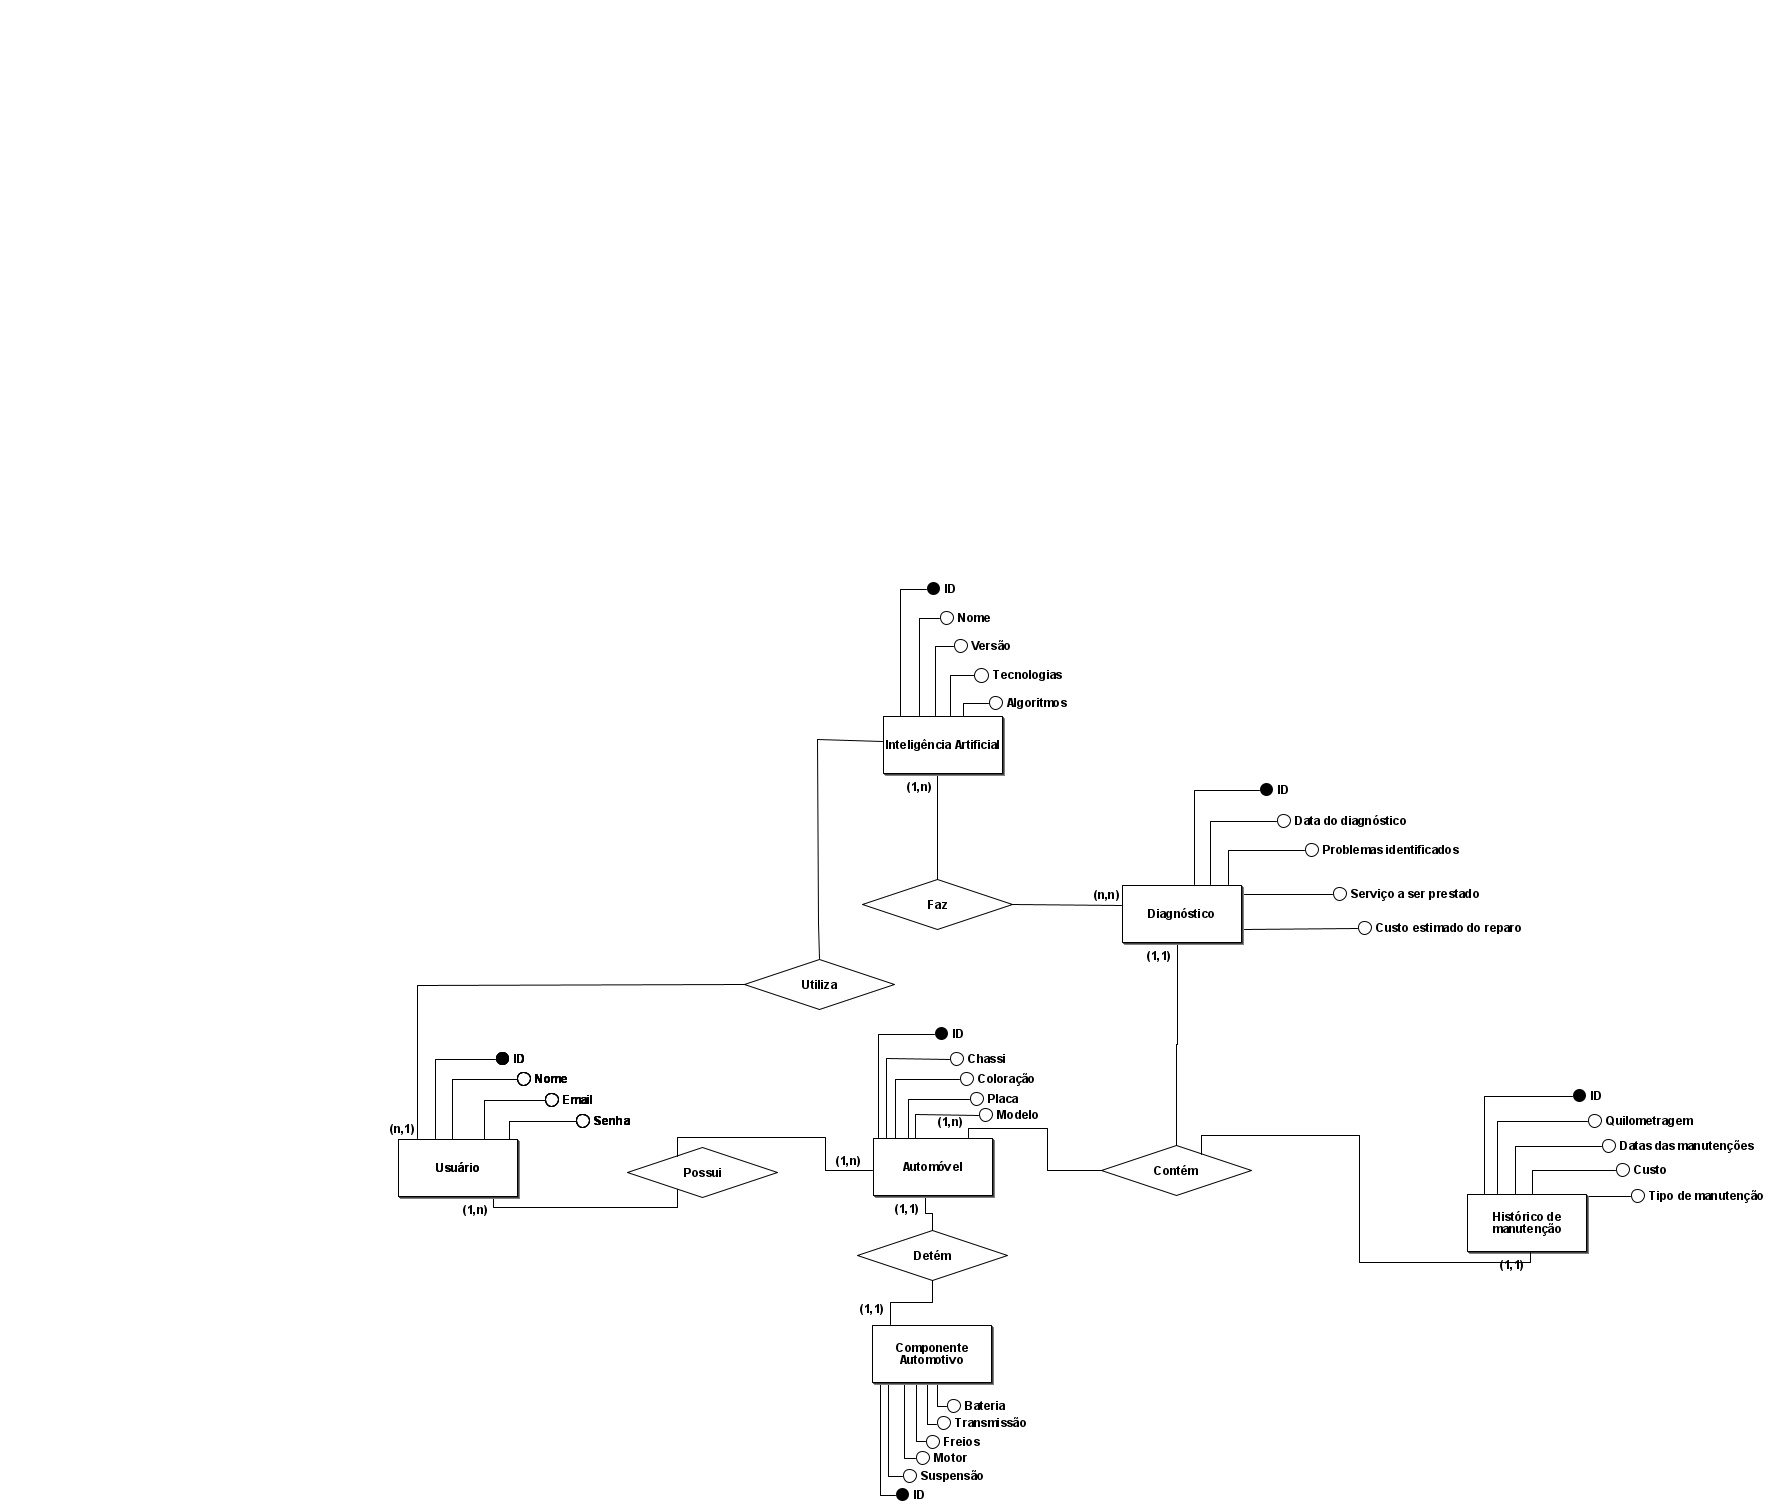 ID
Nome
Versão
Tecnologias
Algoritmos
Inteligência Artificial
(1,n)
ID
Data do diagnóstico
Problemas identificados
Serviço a ser prestado
Custo estimado do reparo
(n,n)
Diagnóstico
(1,1)
Faz
Utiliza
ID
Nome
Email
Senha
(n,1)
Usuário
(1,n)
Possui
ID
Chassi
Coloração
Placa
Modelo
(1,n)
(1,n)
Automóvel
(1,1)
Contém
ID
Quilometragem
Datas das manutenções
Custo
Tipo de manutenção
Histórico de
manutenção
(1,1)
Detém
(1,1)
Componente
Automotivo
Bateria
Transmissão
Freios
Motor
Suspensão
ID